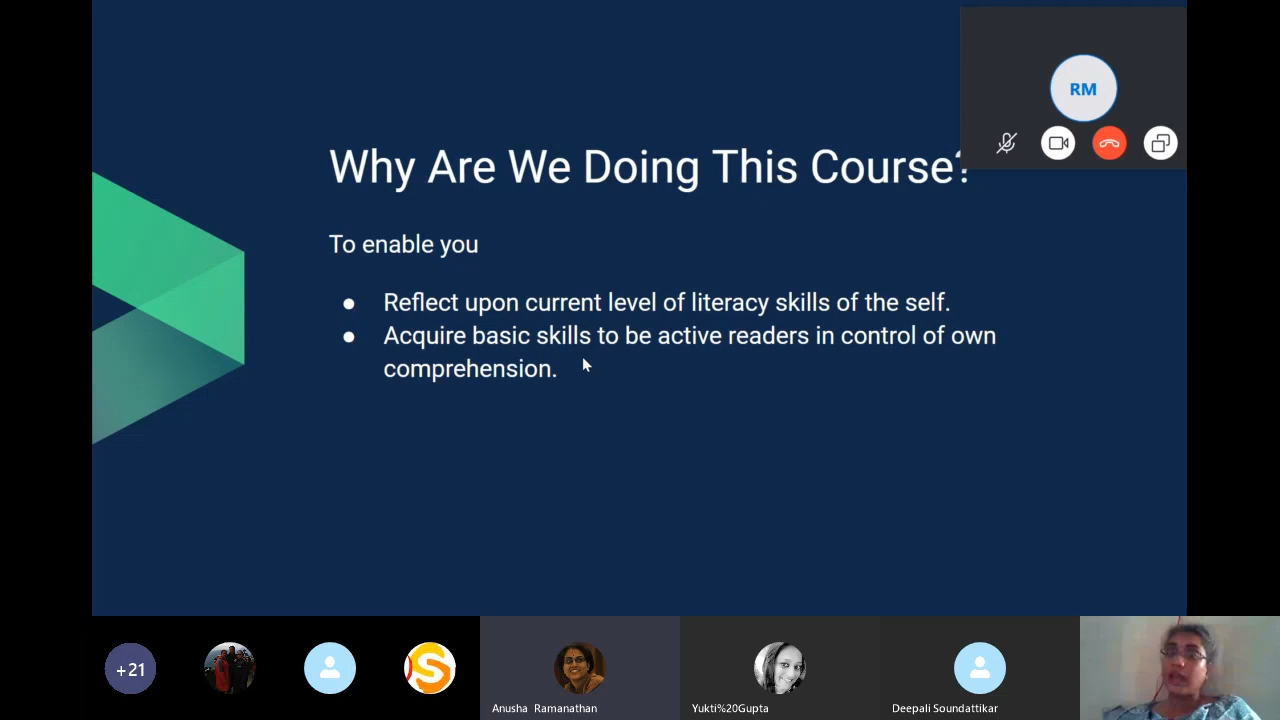 RM
Why Are We Doing This Course?
To enable you
● Reflect upon current level of literacy skills of the self.
● Acquire basic skills to be active readers in control of own
comprehension.
+21
S
Anusha Ramanathan
Yukti%20Gupta
Deepali Soundattikar